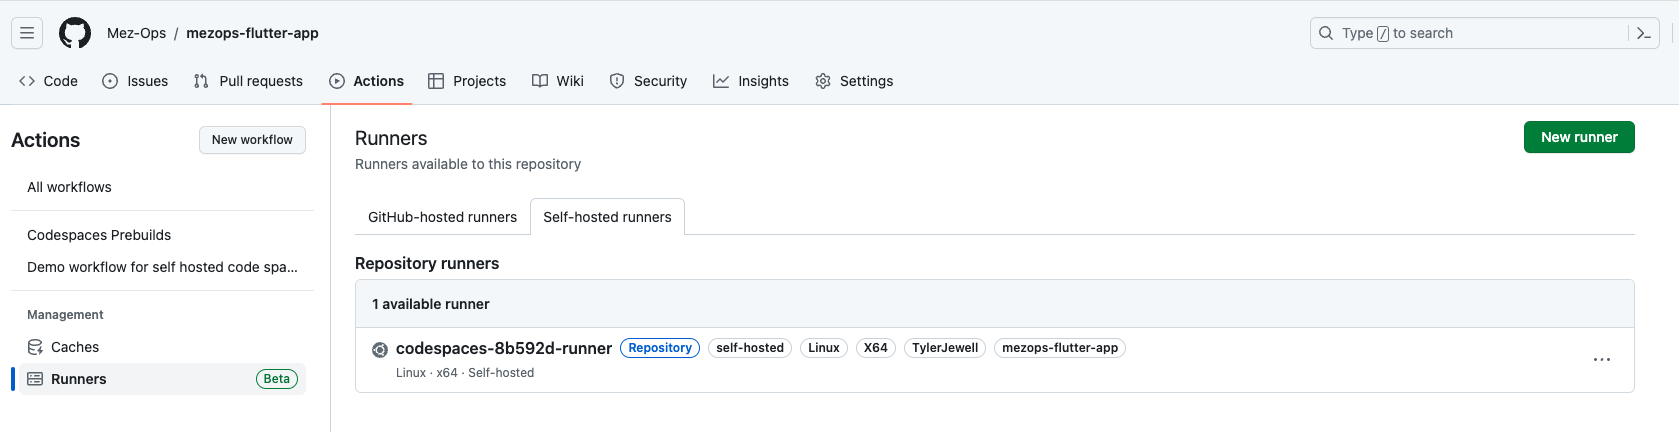 Mez-Ops / mezops-flutter-app
Type / to search
Code Issues Pull requests Actions Projects Wiki Security Insights Settings
Actions
New workflow
All workflows
Codespaces Prebuilds
Demo workflow for self hosted code spa...
Management
Caches
Runners Beta
Runners
New runner
Runners available to this repository
GitHub-hosted runners Self-hosted runners
Repository runners
1 available runner
codespaces-8b592d-runner Repository self-hosted Linux X64 TylerJewell mezops-flutter-app
Linux · x64 · Self-hosted